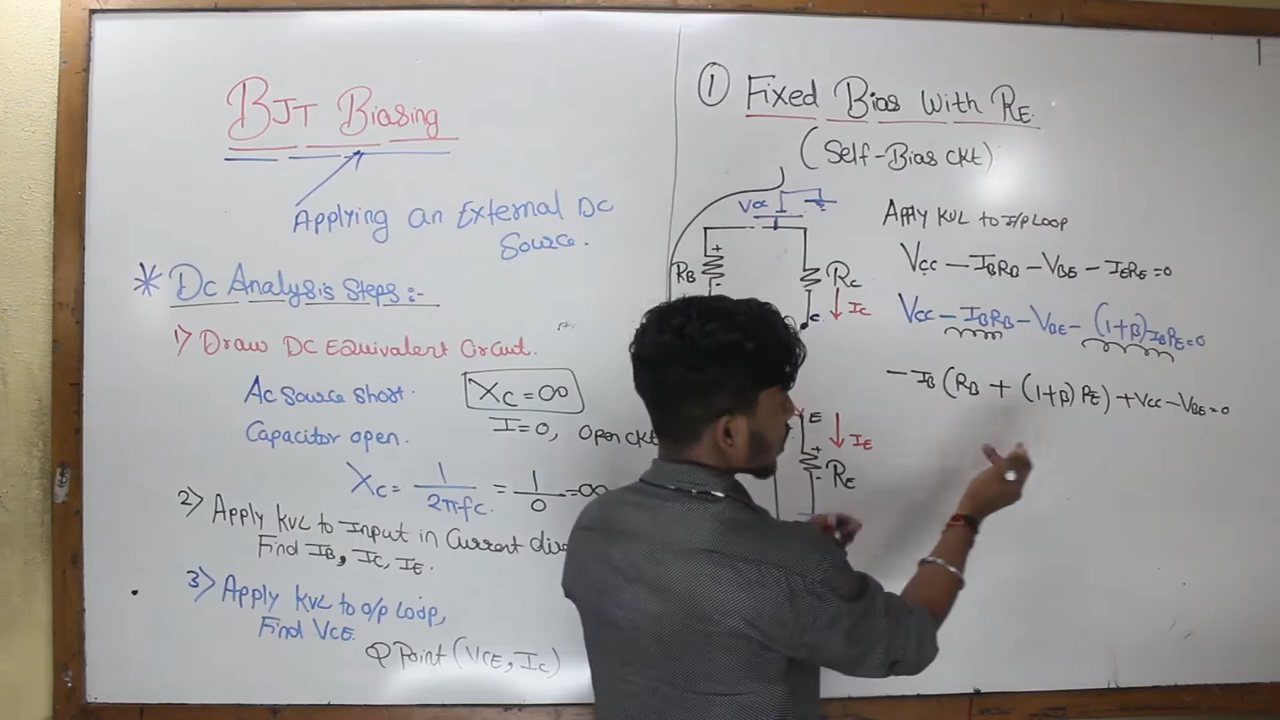 BJT Biasing
Applying an External DC
Source.
* DC Analysis Steps:-
1) Draw DC Equivalent Circuit.
AC source short.
Capacitor open.
XC=∞
I=0, Open ckt
XC= 1/2πfc. = 1/0 =∞
2) Apply KVL to Input in Current
Find IB, IC, IE.
3) Apply KVL to o/p Loop,
Find VCE.
Q Point (VCE, IC)
① Fixed Bias With RE.
(Self-Bias ckt)
VCC
RB
+
-
RC
IC
C
E
IE
+
-
RE
Apply KVL to I/p Loop
VCC - IBRB - VBE - IERE =0
VCC - IBRB - VBE - (1+β)IBRE=0
-IB (RB + (1+β) RE) + VCC - VBE=0